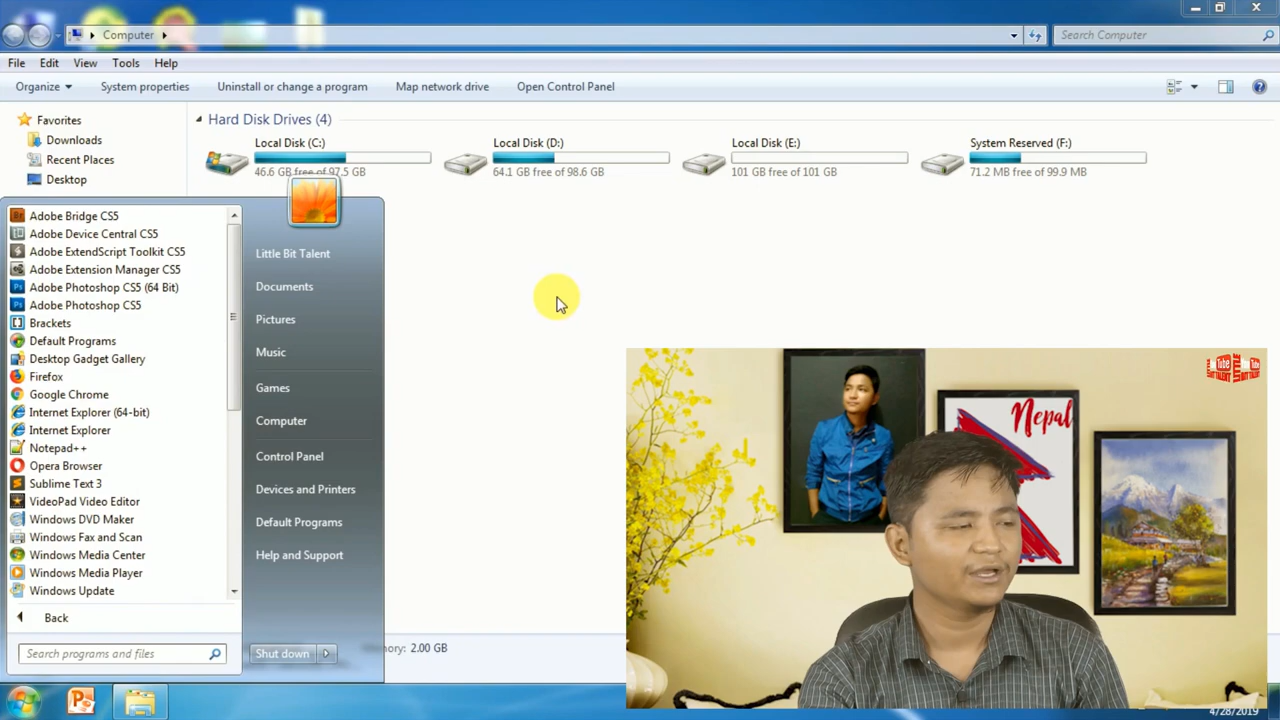 Computer
Search Computer
File Edit View Tools Help
Organize System properties Uninstall or change a program Map network drive Open Control Panel
Favorites
Downloads
Recent Places
Desktop
Hard Disk Drives (4)
Local Disk (C:)
46.6 GB free of 97.5 GB
Local Disk (D:)
64.1 GB free of 98.6 GB
Local Disk (E:)
101 GB free of 101 GB
System Reserved (F:)
71.2 MB free of 99.9 MB
Adobe Bridge CS5
Adobe Device Central CS5
Adobe ExtendScript Toolkit CS5
Adobe Extension Manager CS5
Adobe Photoshop CS5 (64 Bit)
Adobe Photoshop CS5
Brackets
Default Programs
Desktop Gadget Gallery
Firefox
Google Chrome
Internet Explorer (64-bit)
Internet Explorer
Notepad++
Opera Browser
Sublime Text 3
VideoPad Video Editor
Windows DVD Maker
Windows Fax and Scan
Windows Media Center
Windows Media Player
Windows Update
Back
Search programs and files
Little Bit Talent
Documents
Pictures
Music
Games
Computer
Control Panel
Devices and Printers
Default Programs
Help and Support
Shut down
2.00 GB
Nepal
4/28/2019